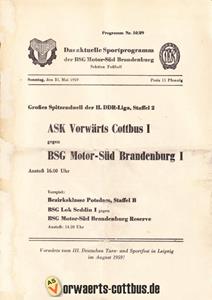 Programm Nr. 10/59
Das aktuelle Sportprogramm
der BSG Motor-Süd Brandenburg
Sektion Fußball
Sonntag, den 31. Mai 1959
Preis 15 Pfennig
Großes Spitzenduell der II. DDR-Liga, Staffel 2
ASK Vorwärts Cottbus I
gegen
BSG Motor-Süd Brandenburg I
Anstoß 16.00 Uhr
Vorspiel:
Bezirksklasse Potsdam, Staffel B
BSG Lok Seddin I gegen
BSG Motor-Süd Brandenburg Reserve
Anstoß: 14.20 Uhr
Vorwärts zum III. Deutschen Turn- und Sportfest in Leipzig
im August 1959!
vorwaerts-cottbus.de